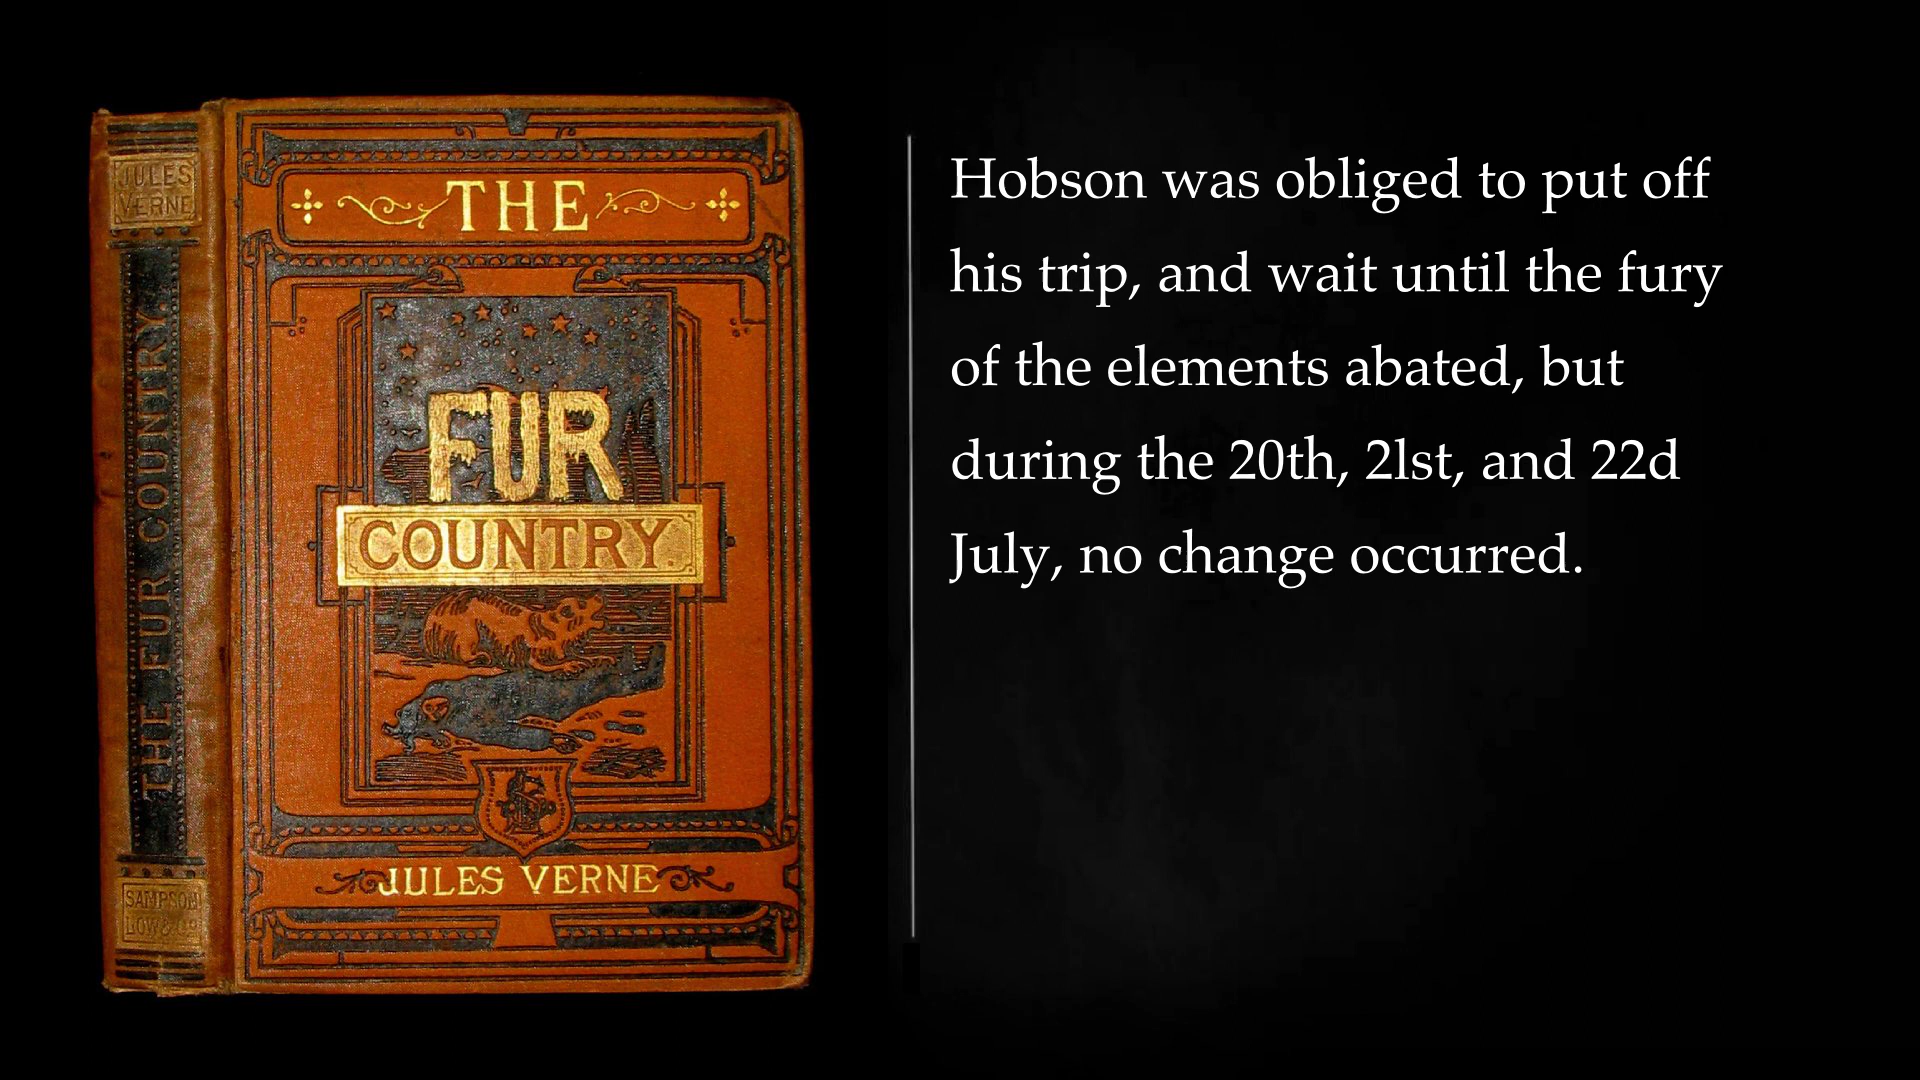 JULES
VERNE
THE FUR COUNTRY.
SAMPSON
LOW & Co
THE
FUR
COUNTRY.
JULES VERNE
Hobson was obliged to put off
his trip, and wait until the fury
of the elements abated, but
during the 20th, 2lst, and 22d
July, no change occurred.